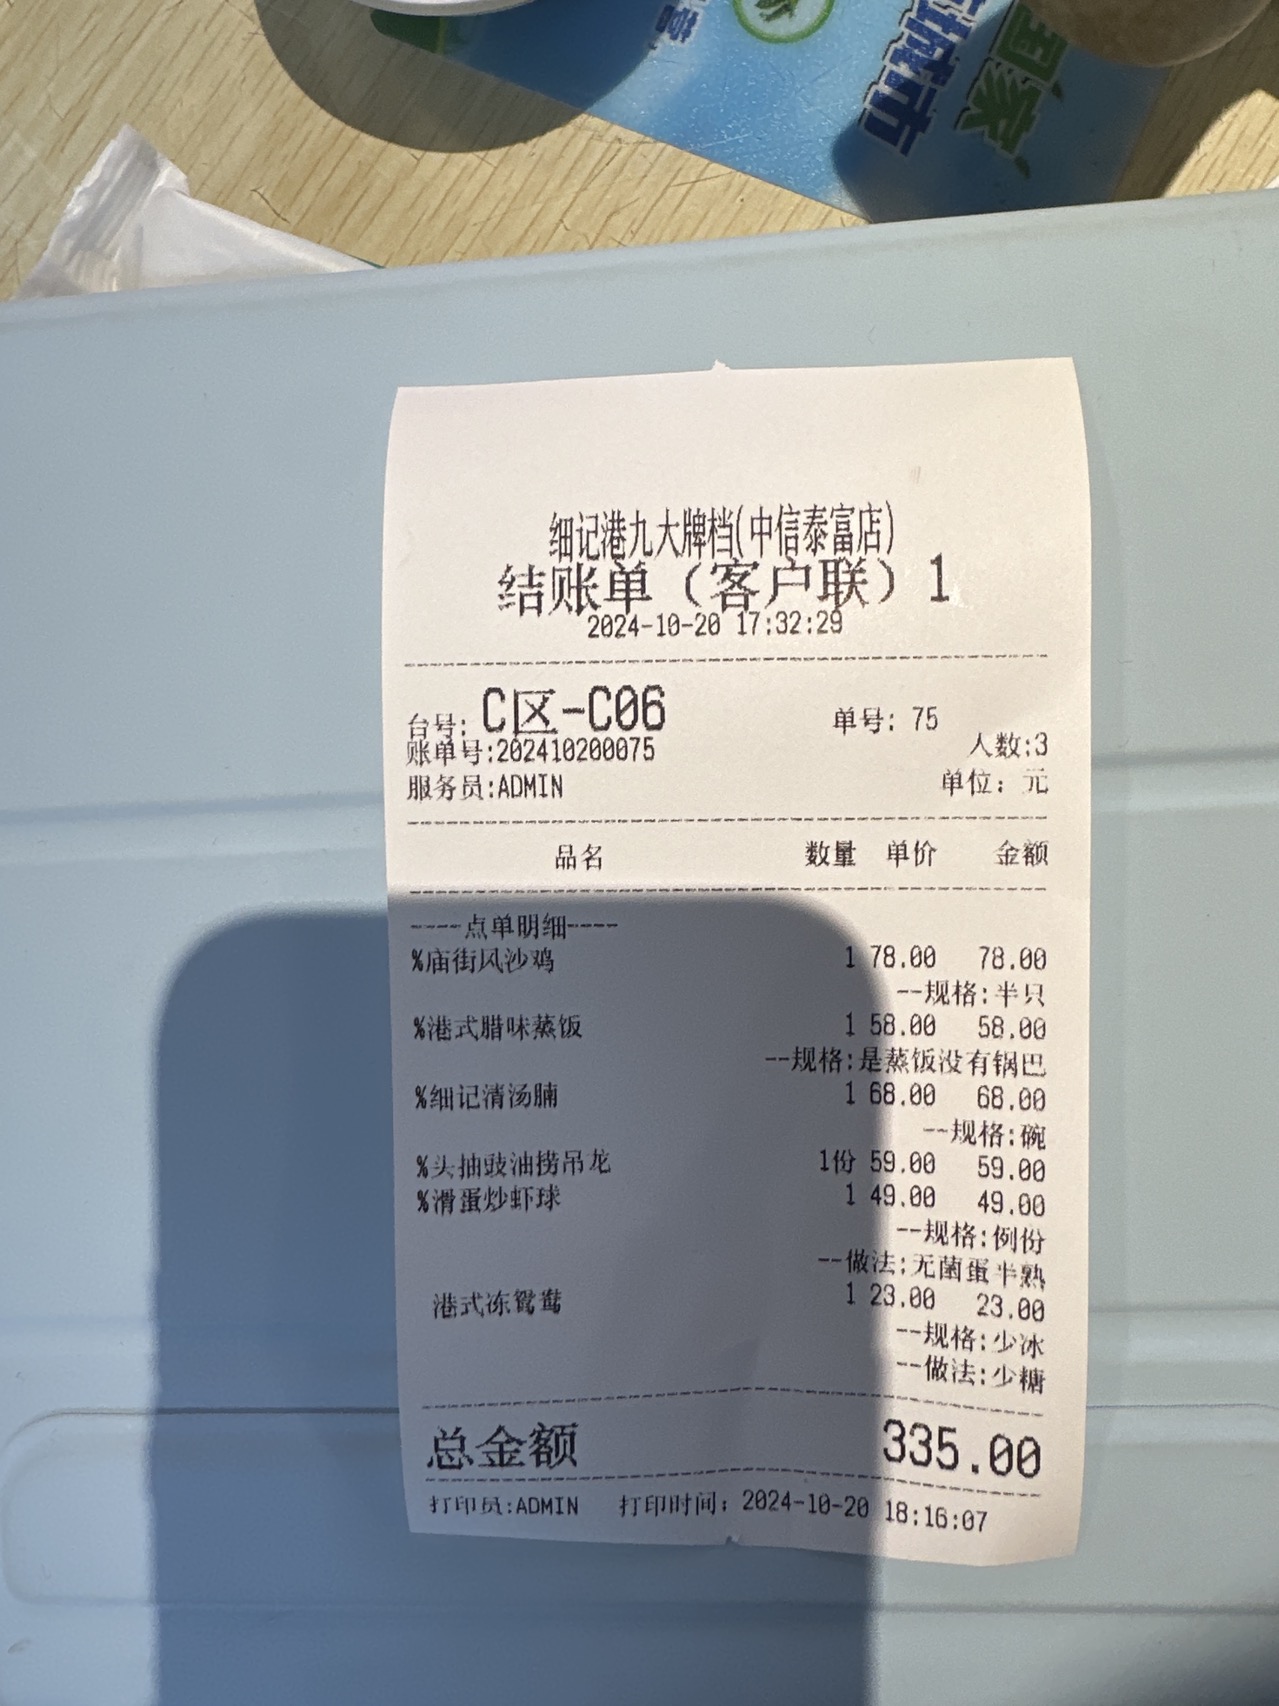 国家
城市
细记港九大牌档(中信泰富店)
结账单（客户联）1
2024-10-20 17:32:29
台号: C区-C06 单号: 75
账单号:202410200075 人数:3
服务员:ADMIN 单位: 元
品名 数量 单价 金额
----点单明细----
%庙街风沙鸡 1 78.00 78.00
--规格:半只
%港式腊味蒸饭 1 58.00 58.00
--规格:是蒸饭没有锅巴
%细记清汤腩 1 68.00 68.00
--规格:碗
%头抽豉油捞吊龙 1份 59.00 59.00
%滑蛋炒虾球 1 49.00 49.00
--规格:例份
--做法:无菌蛋半熟
港式冻鸳鸯 1 23.00 23.00
--规格:少冰
--做法:少糖
总金额 335.00
打印员:ADMIN 打印时间: 2024-10-20 18:16:07